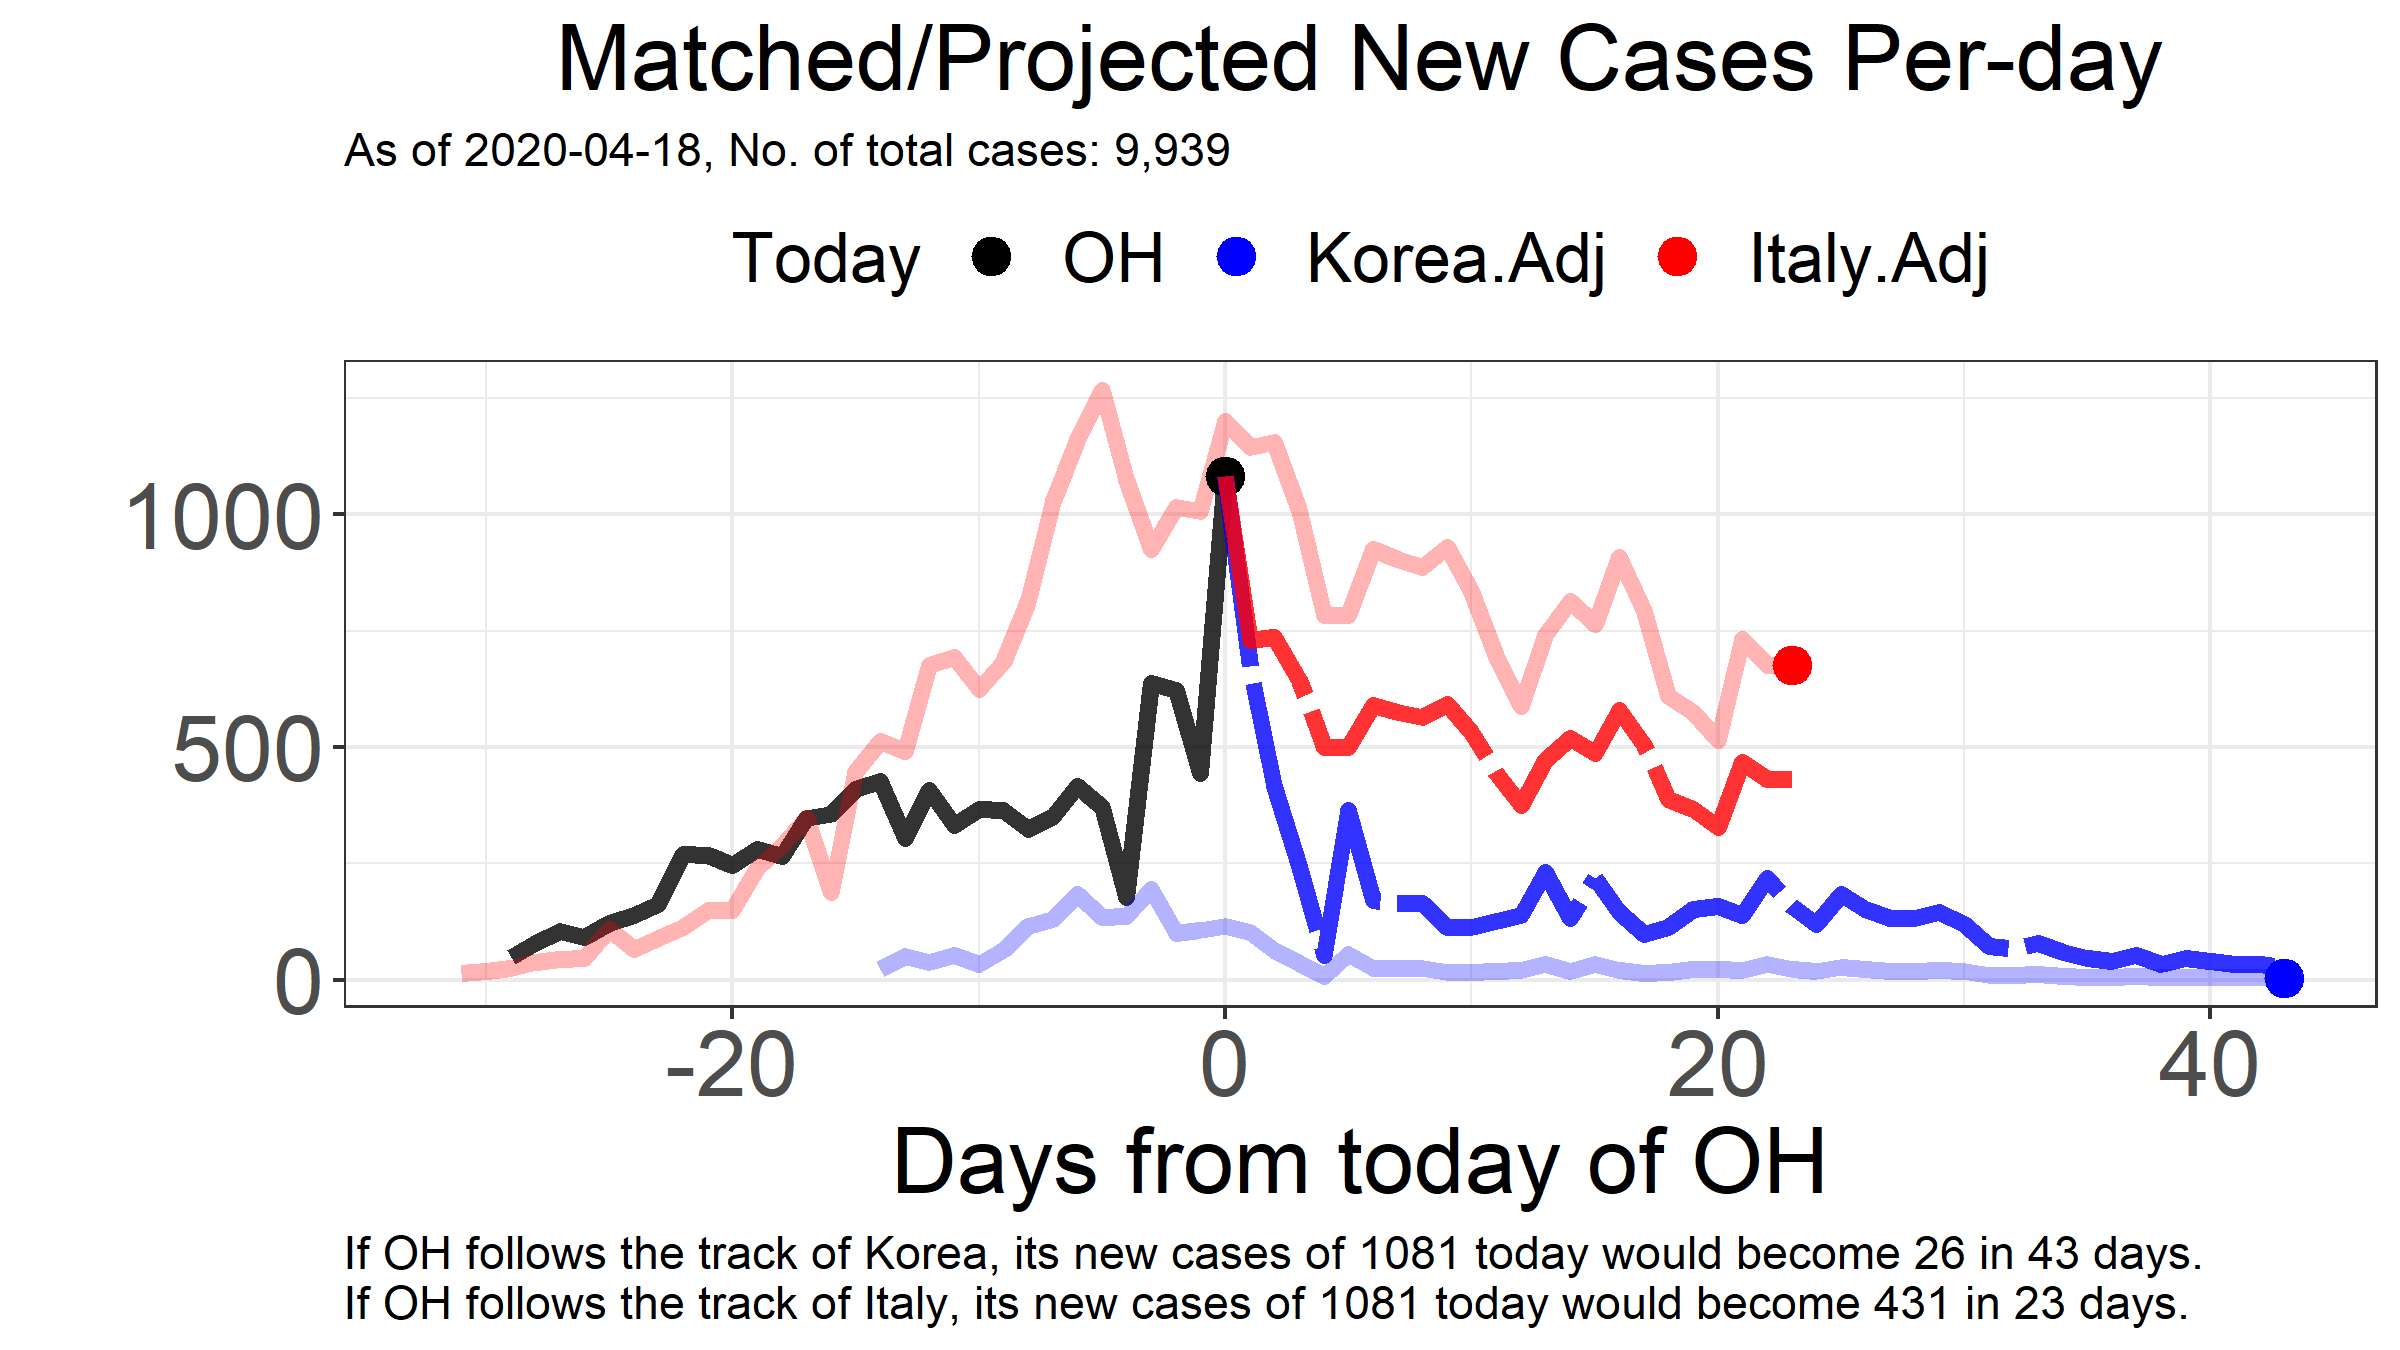 Matched/Projected New Cases Per-day
As of 2020-04-18, No. of total cases: 9,939
Today OH Korea.Adj Italy.Adj
1000
500
0
-20 0 20 40
Days from today of OH
If OH follows the track of Korea, its new cases of 1081 today would become 26 in 43 days.
If OH follows the track of Italy, its new cases of 1081 today would become 431 in 23 days.